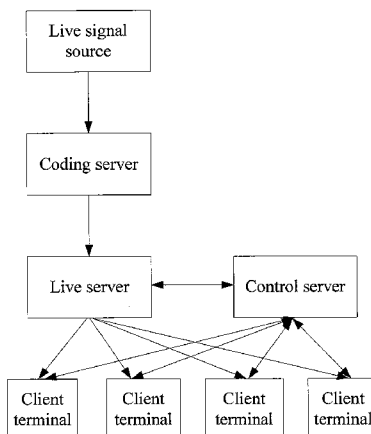 Live signal
source
Coding server
Live server
Control server
Client
terminal
Client
terminal
Client
terminal
Client
terminal